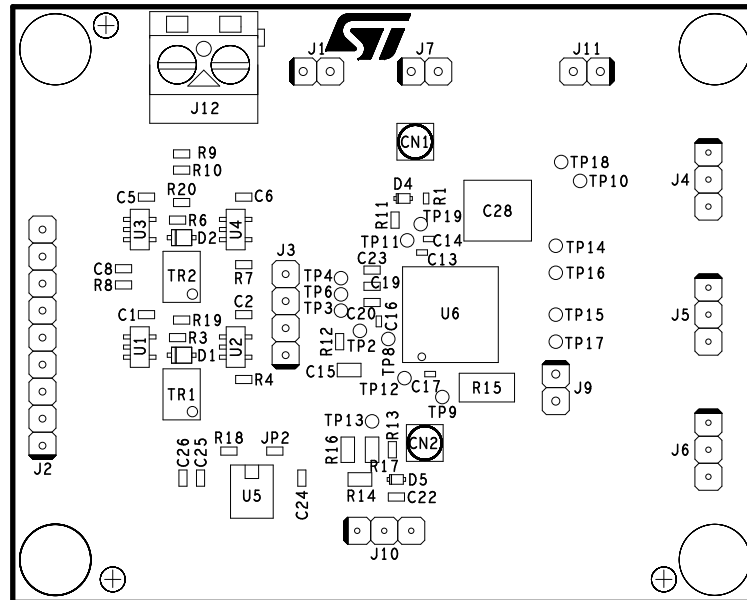 ST
J1
J7
J11
J12
CN1
R9
R10
TP18
TP10
J4
D4
R1
C5
R20
C6
R11
TP19
C28
R6
U3
D2
U4
TP11
C14
C13
TP14
J3
C23
C8
R8
TR2
R7
TP4
TP6
TP3
C19
TP16
U6
C1
R19
C2
C20
C16
TP15
J5
R3
U1
D1
U2
R12
TP2
TP8
TP17
C15
TP12
C17
R15
J9
R4
TR1
TP9
TP13
R13
CN2
R18
JP2
R16
R17
J6
J2
C26
C25
U5
C24
R14
D5
C22
J10